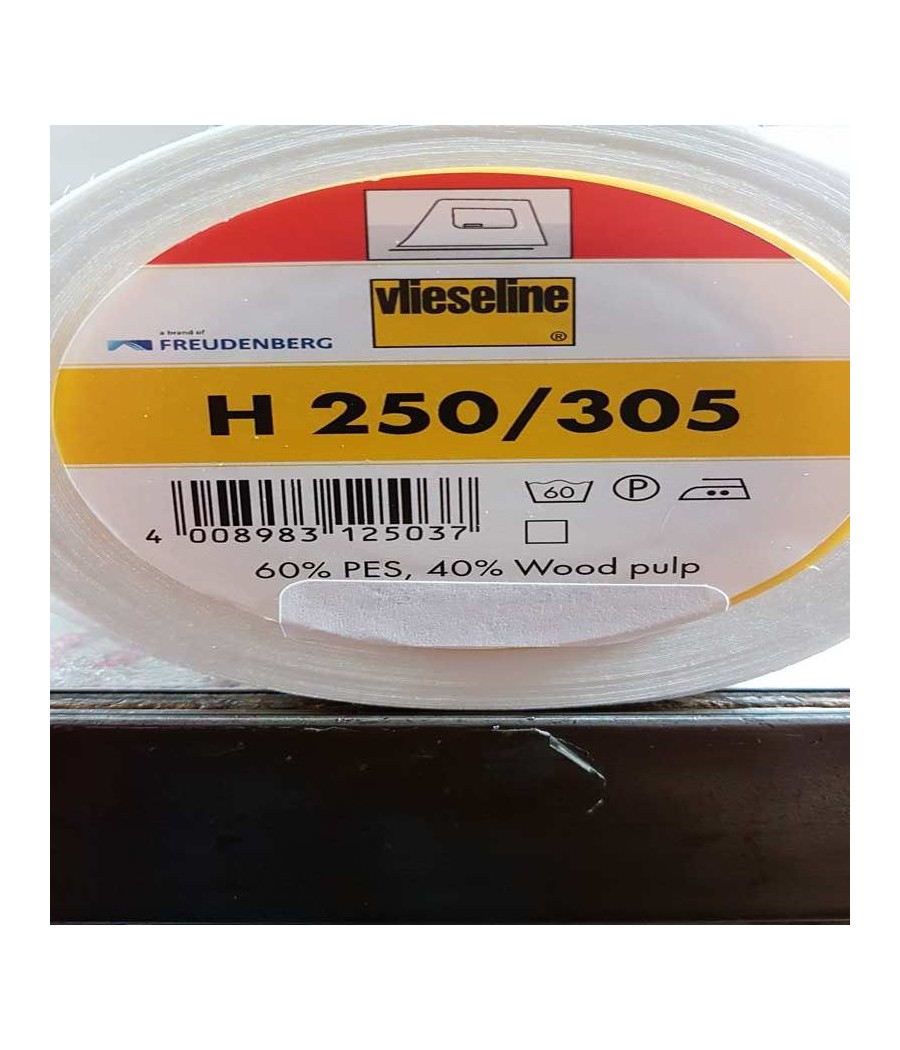 vlieseline
®
a brand of
FREUDENBERG
H 250/305
60 P
4 008983 125037
60% PES, 40% Wood pulp